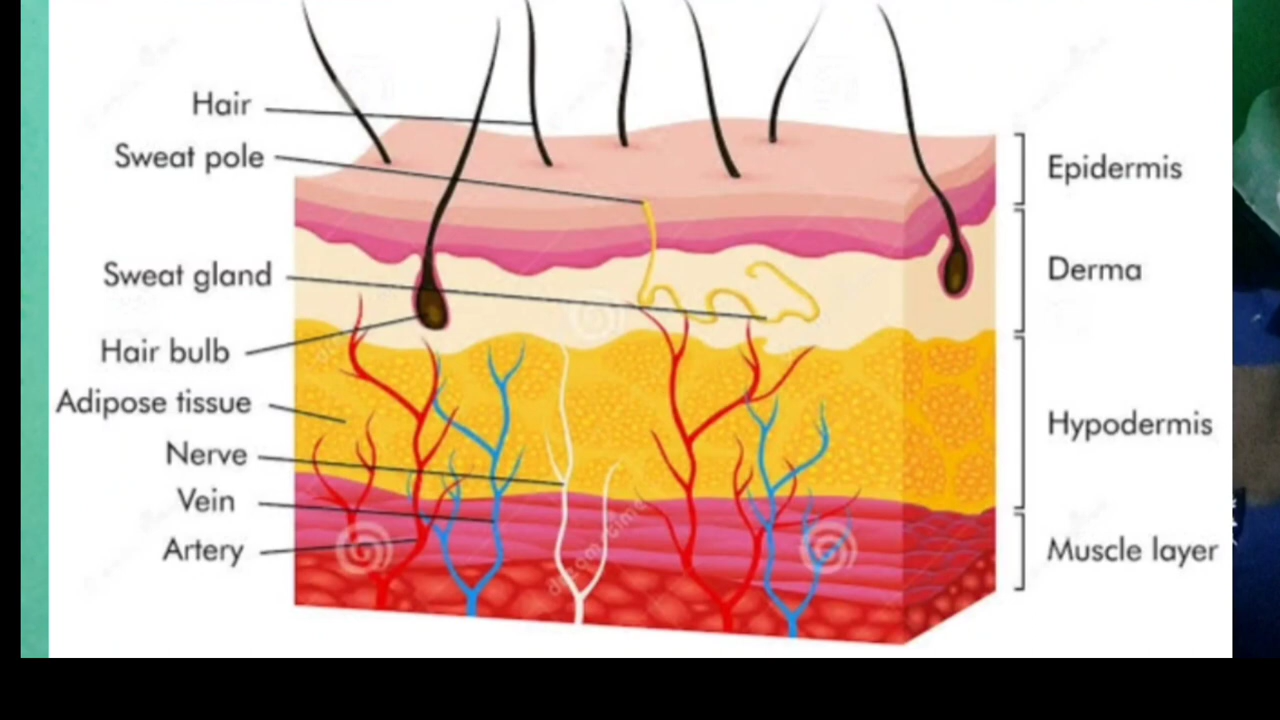 Hair
Sweat pole
Sweat gland
Hair bulb
Adipose tissue
Nerve
Vein
Artery
Epidermis
Derma
Hypodermis
Muscle layer